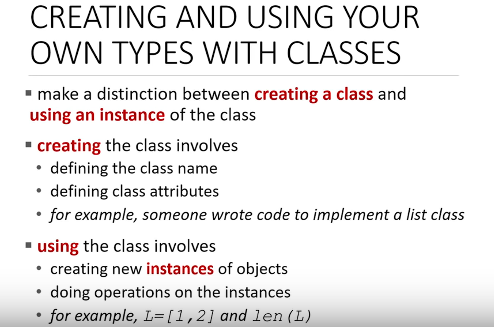 CREATING AND USING YOUR
OWN TYPES WITH CLASSES
▪ make a distinction between creating a class and
using an instance of the class
▪ creating the class involves
• defining the class name
• defining class attributes
• for example, someone wrote code to implement a list class
▪ using the class involves
• creating new instances of objects
• doing operations on the instances
• for example, L=[1,2] and len(L)